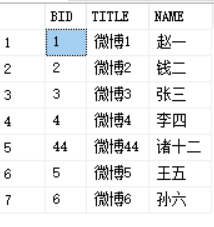 BID TITLE NAME
1 1 微博1 赵一
2 2 微博2 钱二
3 3 微博3 张三
4 4 微博4 李四
5 44 微博44 诸十二
6 5 微博5 王五
7 6 微博6 孙六